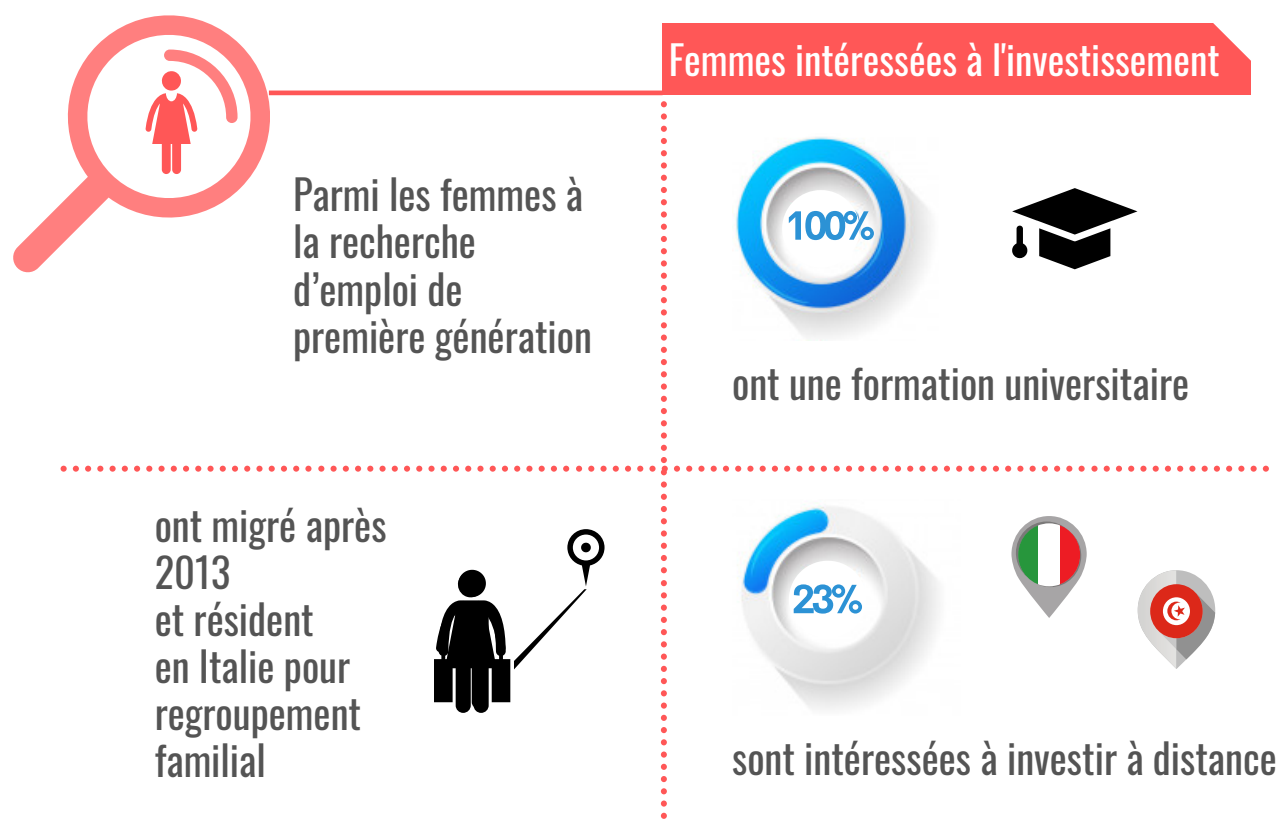 Femmes intéressées à l'investissement
Parmi les femmes à
la recherche
d’emploi de
première génération
100%
ont une formation universitaire
ont migré après
2013
et résident
en Italie pour
regroupement
familial
23%
sont intéressées à investir à distance